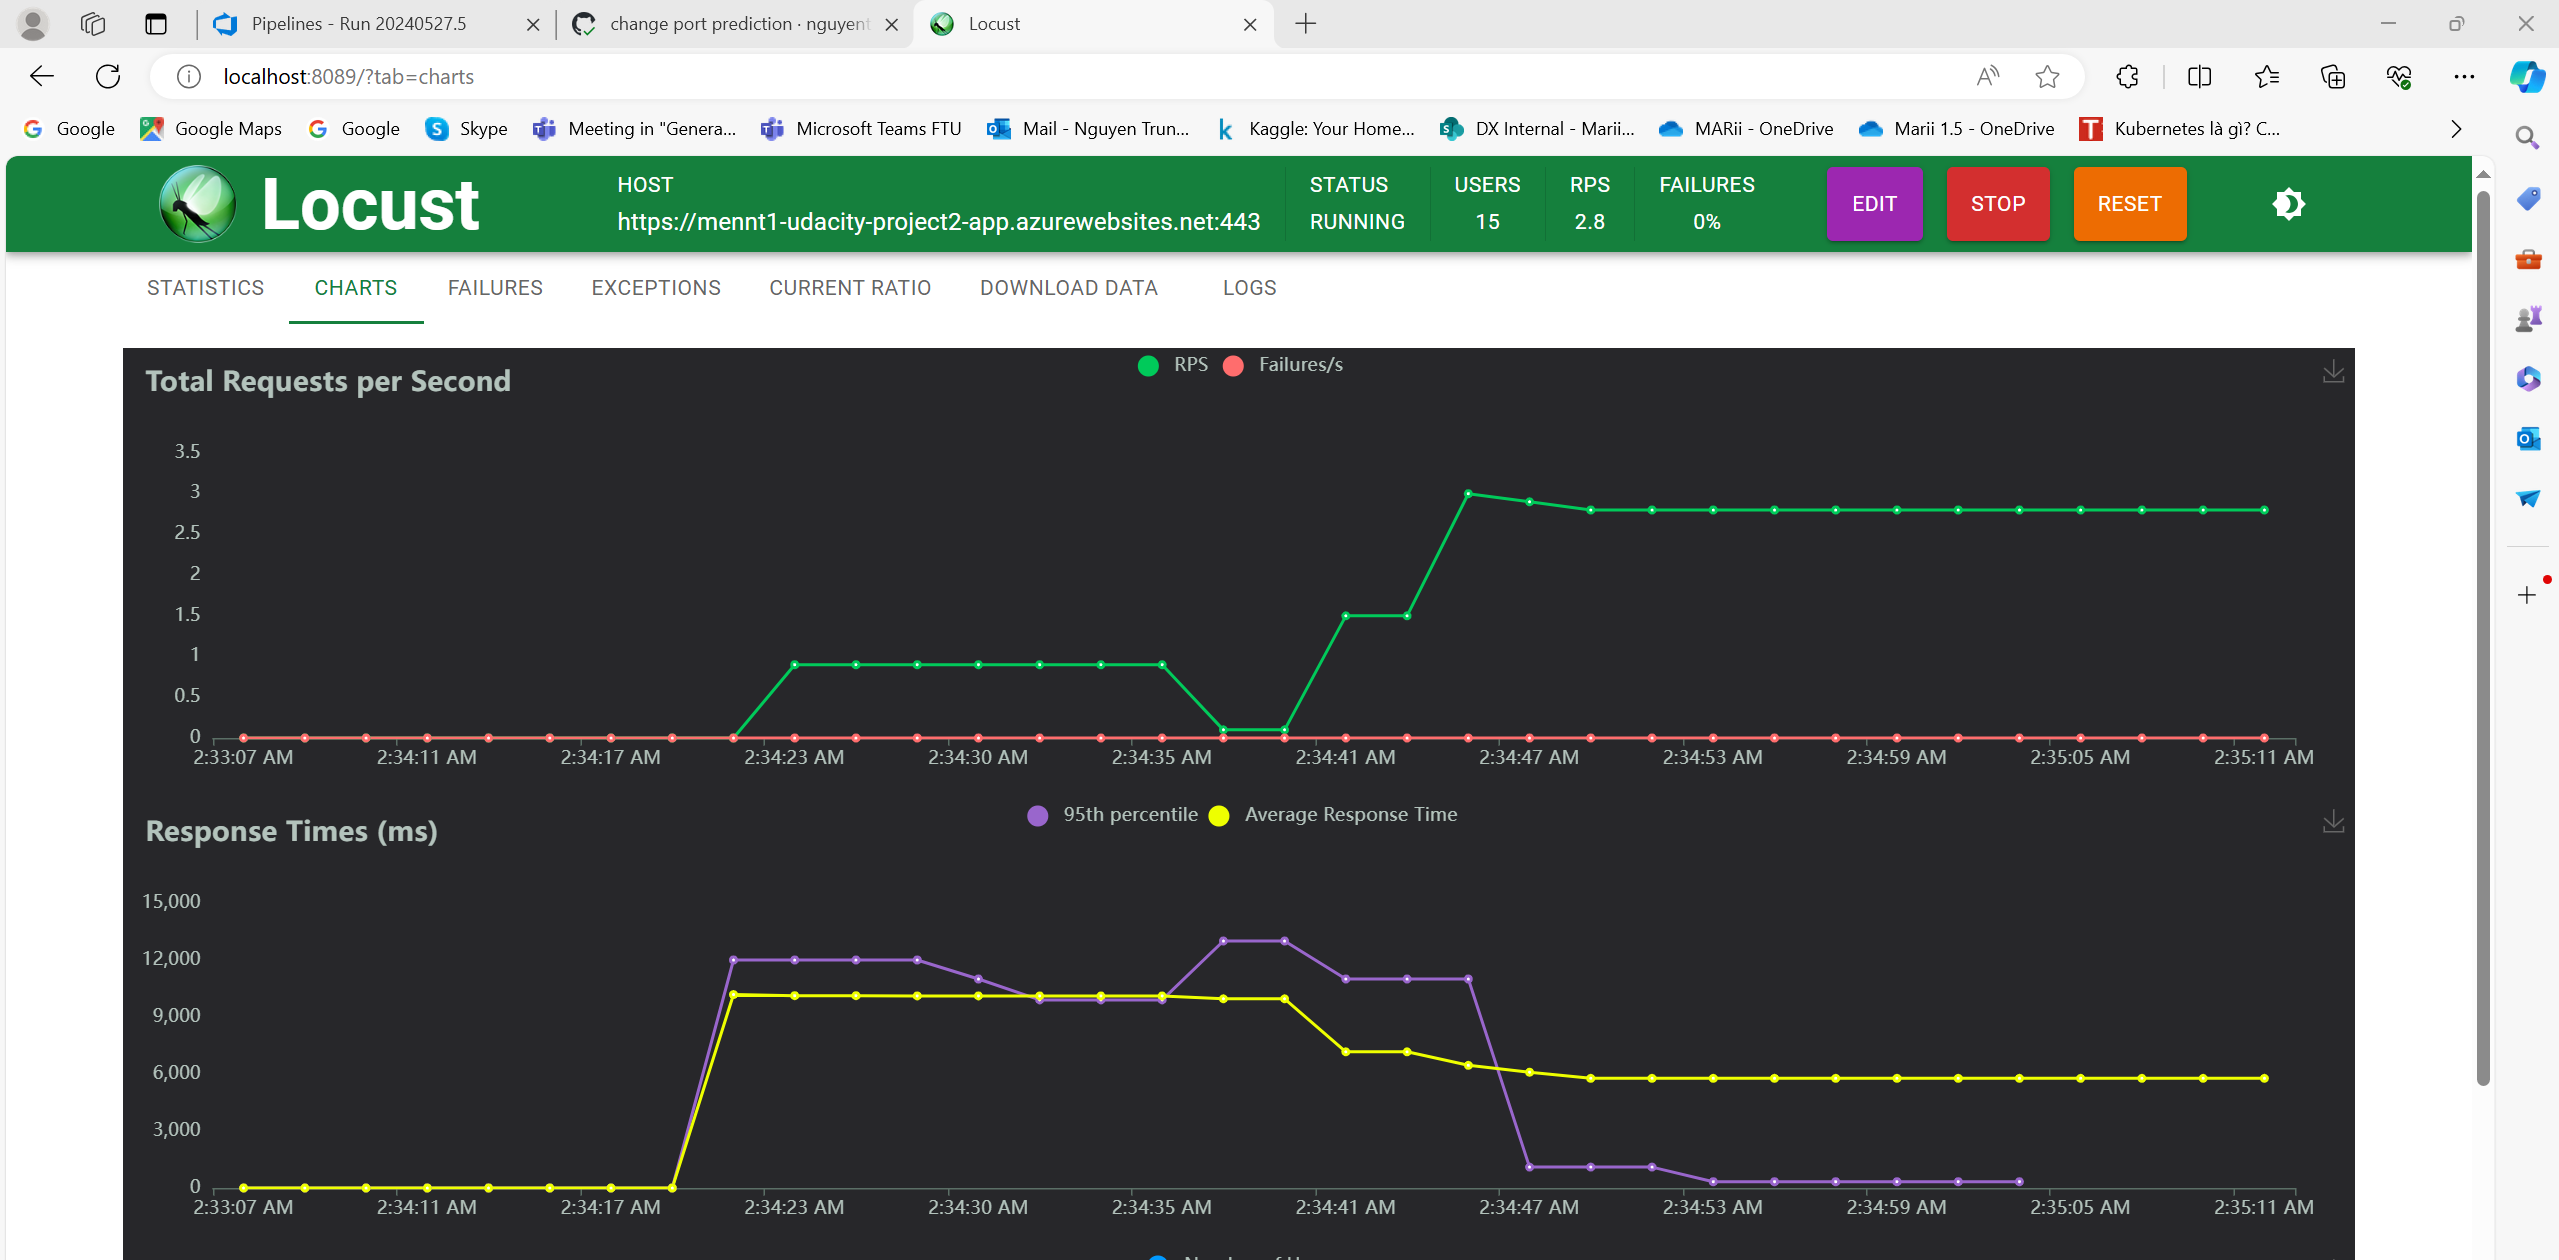 Pipelines - Run 20240527.5
change port prediction · nguyent
Locust
localhost:8089/?tab=charts
Google
Google Maps
Google
Skype
Meeting in "Genera...
Microsoft Teams FTU
Mail - Nguyen Trun...
Kaggle: Your Home...
DX Internal - Marii...
MARii - OneDrive
Marii 1.5 - OneDrive
Kubernetes là gì? C...
Locust
HOST
https://mennt1-udacity-project2-app.azurewebsites.net:443
STATUS
RUNNING
USERS
15
RPS
2.8
FAILURES
0%
EDIT
STOP
RESET
STATISTICS
CHARTS
FAILURES
EXCEPTIONS
CURRENT RATIO
DOWNLOAD DATA
LOGS
Total Requests per Second
RPS
Failures/s
3.5
3
2.5
2
1.5
1
0.5
0
2:33:07 AM
2:34:11 AM
2:34:17 AM
2:34:23 AM
2:34:30 AM
2:34:35 AM
2:34:41 AM
2:34:47 AM
2:34:53 AM
2:34:59 AM
2:35:05 AM
2:35:11 AM
Response Times (ms)
95th percentile
Average Response Time
15,000
12,000
9,000
6,000
3,000
0
2:33:07 AM
2:34:11 AM
2:34:17 AM
2:34:23 AM
2:34:30 AM
2:34:35 AM
2:34:41 AM
2:34:47 AM
2:34:53 AM
2:34:59 AM
2:35:05 AM
2:35:11 AM